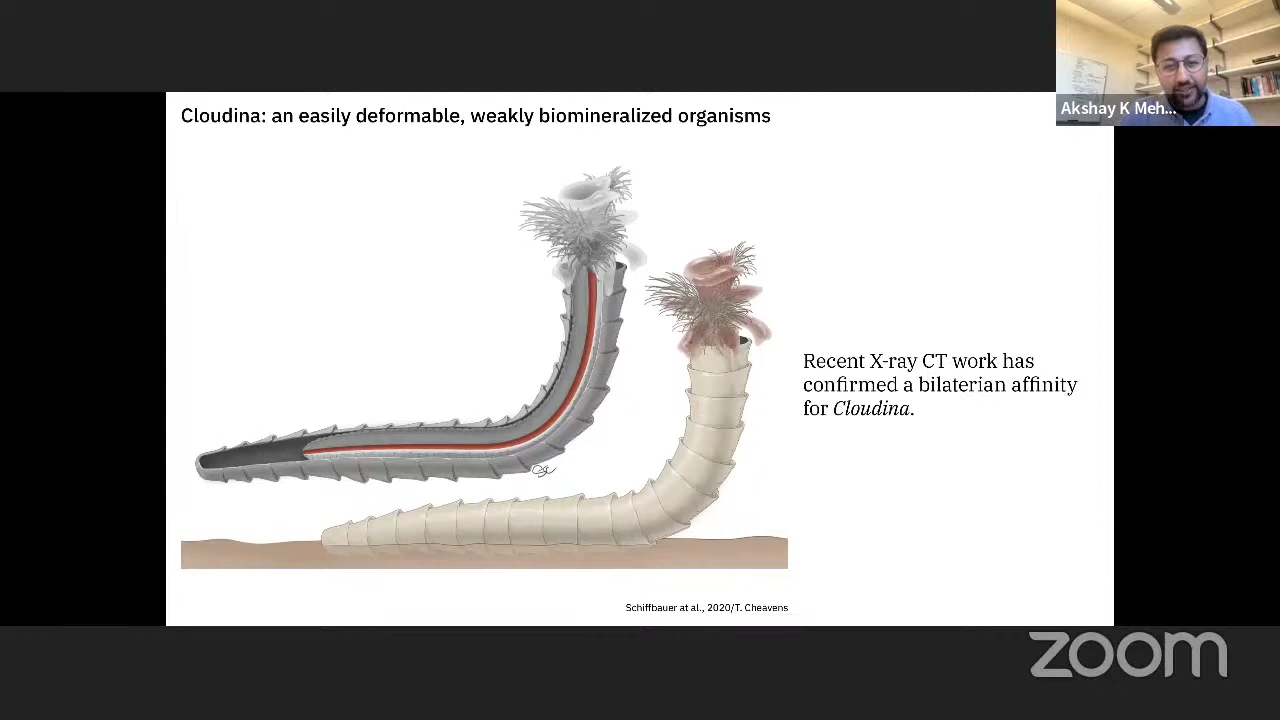 Cloudina: an easily deformable, weakly biomineralized organisms
Akshay K Meh...
Recent X-ray CT work has
confirmed a bilaterian affinity
for Cloudina.
Schiffbauer at al., 2020/T. Cheavens
zoom